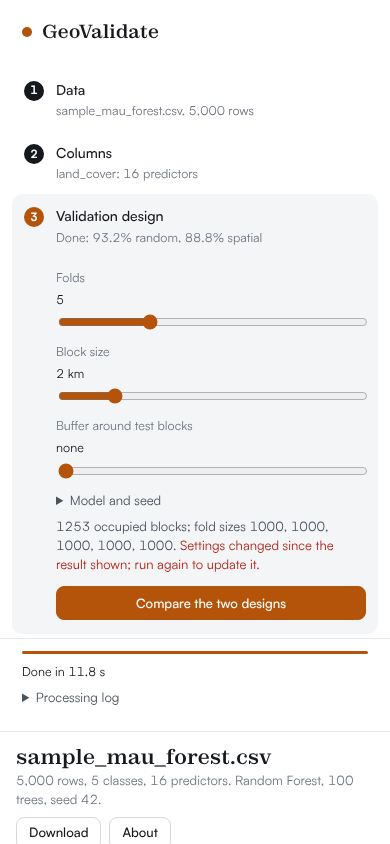 GeoValidate
1 Data
sample_mau_forest.csv, 5,000 rows
2 Columns
land_cover; 16 predictors
3 Validation design
Done: 93.2% random, 88.8% spatial
Folds
5
Block size
2 km
Buffer around test blocks
none
Model and seed
1253 occupied blocks; fold sizes 1000, 1000,
1000, 1000, 1000. Settings changed since the
result shown; run again to update it.
Compare the two designs
Done in 11.8 s
Processing log
sample_mau_forest.csv
5,000 rows, 5 classes, 16 predictors. Random Forest, 100
trees, seed 42.
Download About